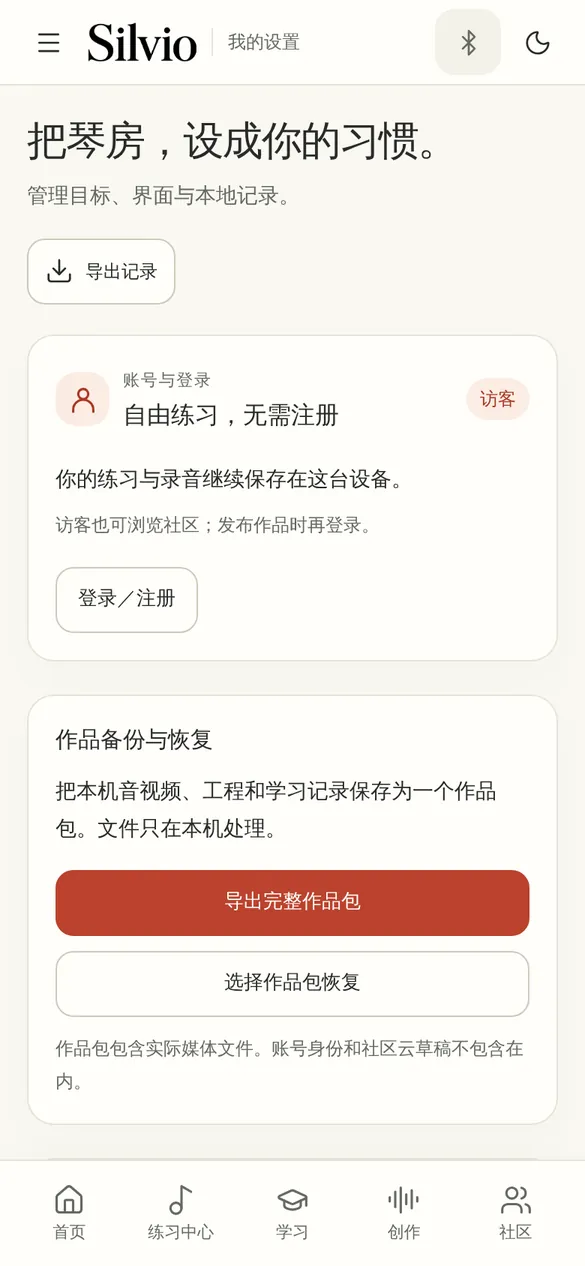 Silvio
我的设置
把琴房，设成你的习惯。
管理目标、界面与本地记录。
导出记录
账号与登录
自由练习，无需注册
访客
你的练习与录音继续保存在这台设备。
访客也可浏览社区；发布作品时再登录。
登录／注册
作品备份与恢复
把本机音视频、工程和学习记录保存为一个作品
包。文件只在本机处理。
导出完整作品包
选择作品包恢复
作品包包含实际媒体文件。账号身份和社区云草稿不包含在
内。
首页
练习中心
学习
创作
社区